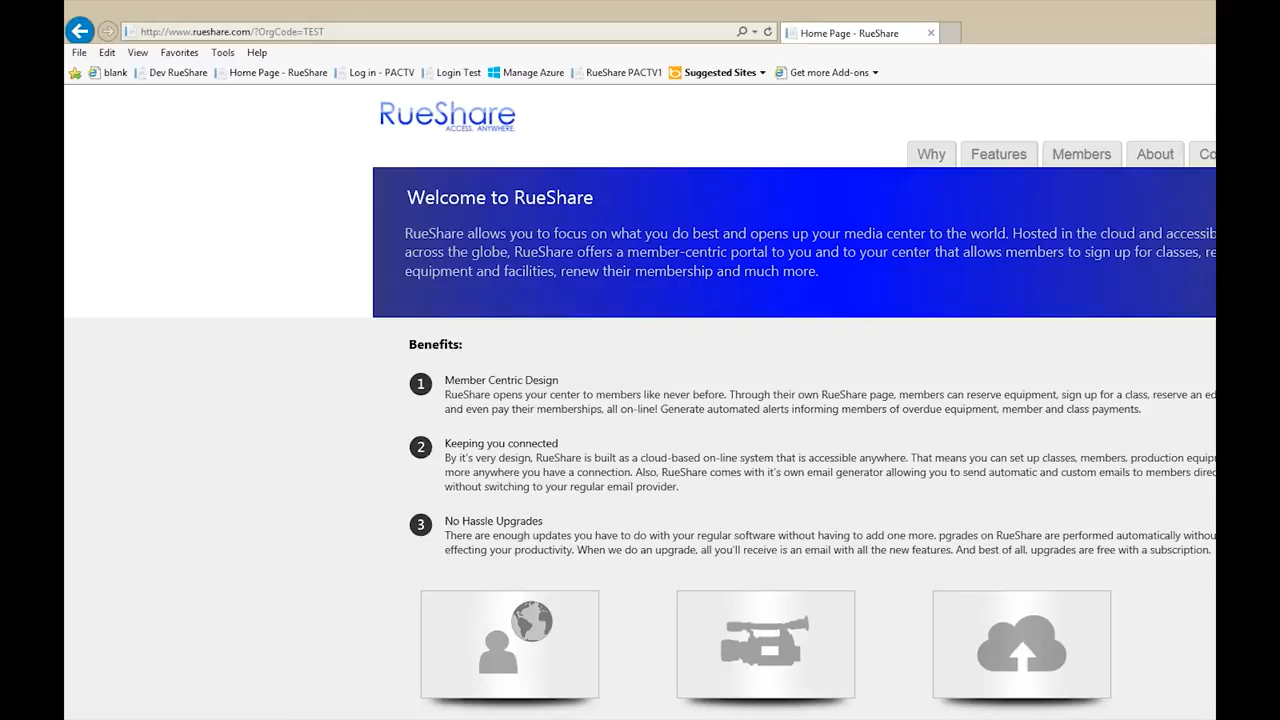 http://www.rueshare.com/?OrgCode=TEST
Home Page - RueShare
File Edit View Favorites Tools Help
blank Dev RueShare Home Page - RueShare Log in - PACTV Login Test Manage Azure RueShare PACTV1 Suggested Sites Get more Add-ons
RueShare
ACCESS. ANYWHERE.
Why Features Members About Co
Welcome to RueShare
RueShare allows you to focus on what you do best and opens up your media center to the world. Hosted in the cloud and accessib
across the globe, RueShare offers a member-centric portal to you and to your center that allows members to sign up for classes, re
equipment and facilities, renew their membership and much more.
Benefits:
1 Member Centric Design
RueShare opens your center to members like never before. Through their own RueShare page, members can reserve equipment, sign up for a class, reserve an ed
and even pay their memberships, all on-line! Generate automated alerts informing members of overdue equipment, member and class payments.
2 Keeping you connected
By it's very design, RueShare is built as a cloud-based on-line system that is accessible anywhere. That means you can set up classes, members, production equip
more anywhere you have a connection. Also, RueShare comes with it's own email generator allowing you to send automatic and custom emails to members direc
without switching to your regular email provider.
3 No Hassle Upgrades
There are enough updates you have to do with your regular software without having to add one more. pgrades on RueShare are performed automatically withou
effecting your productivity. When we do an upgrade, all you'll receive is an email with all the new features. And best of all, upgrades are free with a subscription.